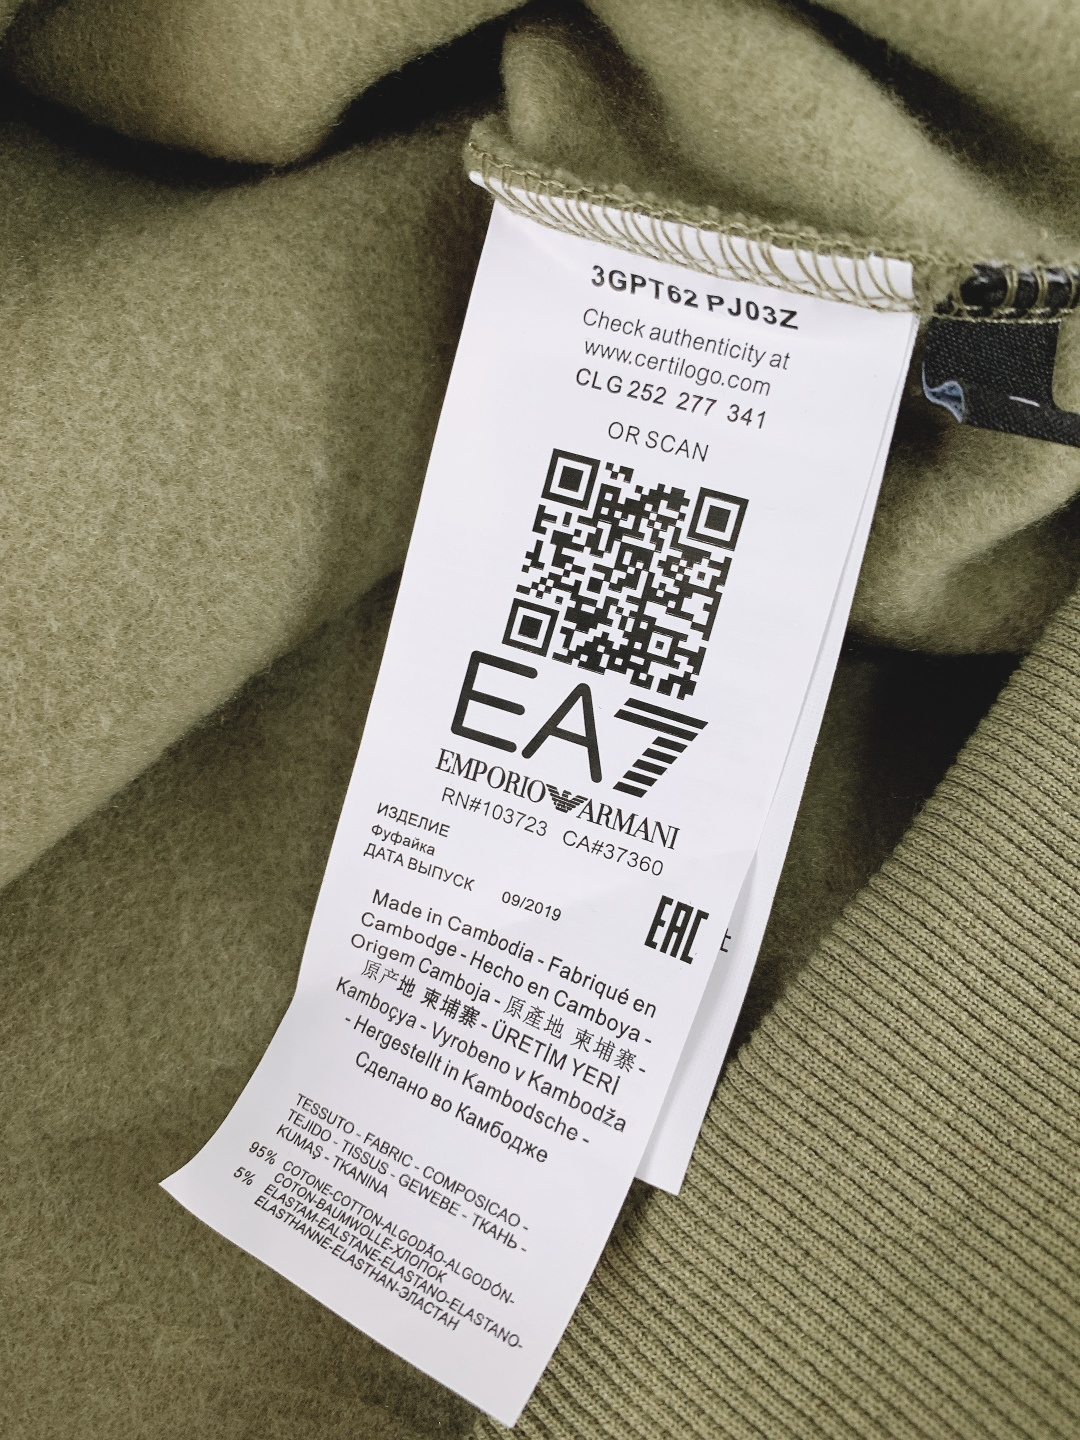 3GPT62 PJ03Z
Check authenticity at
www.certilogo.com
CLG 252 277 341
OR SCAN
EA7
EMPORIO ARMANI
RN#103723 CA#37360
ИЗДЕЛИЕ
Фуфайка
ДАТА ВЫПУСК 09/2019
EAC
Made in Cambodia - Fabriqué en
Cambodge - Hecho en Camboya -
Origem Camboja - 原產地 柬埔寨 -
原产地 柬埔寨 - ÜRETİM YERİ
Kamboçya - Vyrobeno v Kambodža
- Hergestellt in Kambodsche -
Сделано во Камбодже
TESSUTO - FABRIC - COMPOSICAO -
TEJIDO - TISSUS - GEWEBE - ТКАНЬ -
KUMAŞ - TKANINA
95% COTONE-COTTON-ALGODÃO-ALGODÓN-
COTON-BAUMWOLLE-ХЛОПОК
5% ELASTAM-EALSTANE-ELASTANO-ELASTANO-
ELASTHANNE-ELASTHAN-ЭЛАСТАН